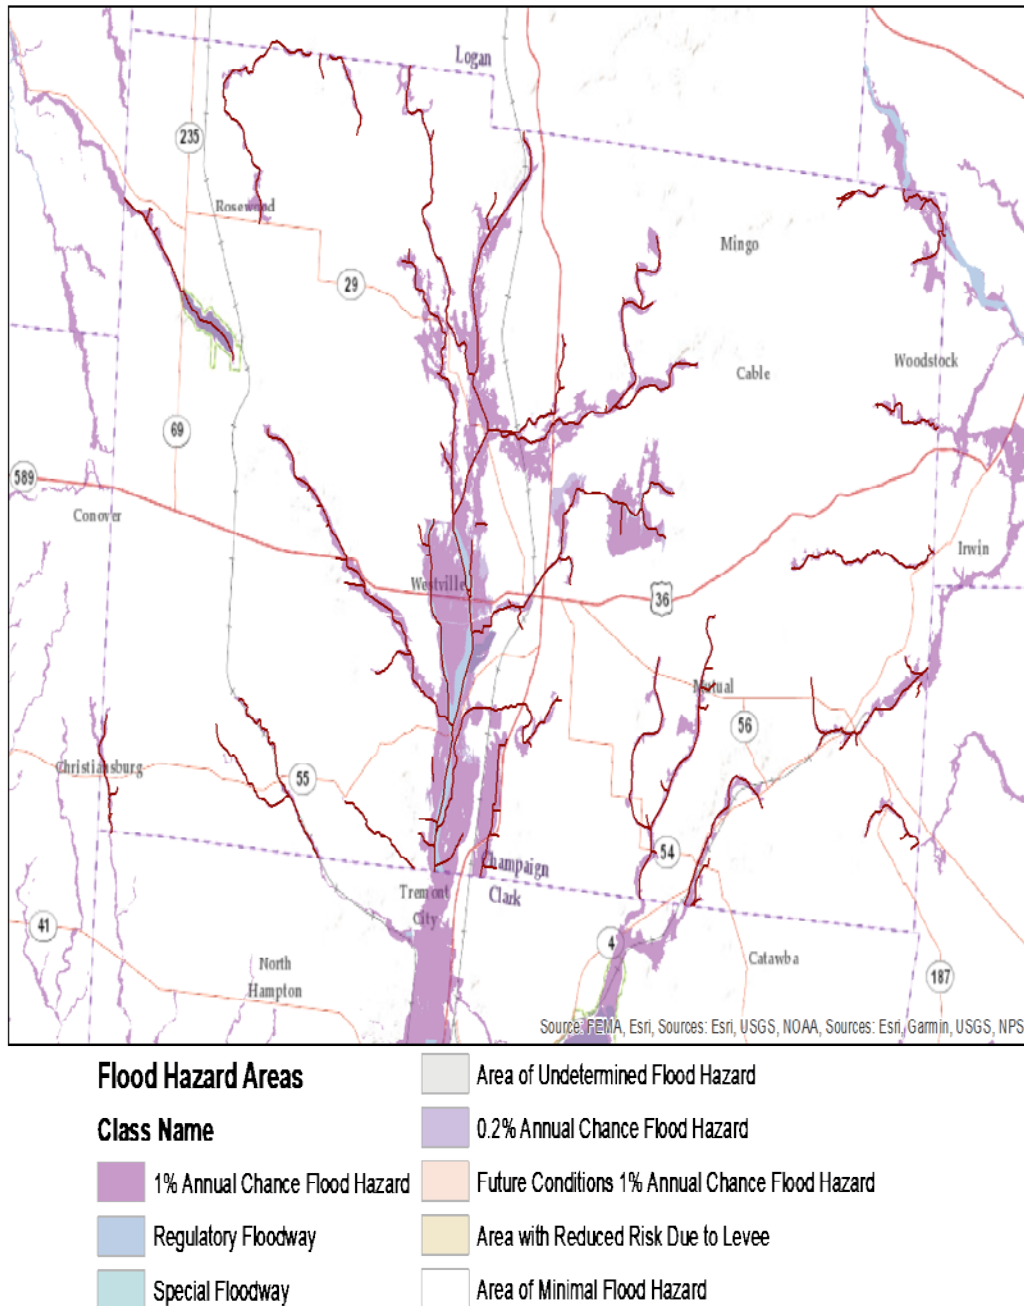 Logan
235
Rosewood
Mingo
29
Cable
Woodstock
69
589
Conover
Irwin
Westville
36
Mutual
56
Christiansburg
55
54
Champaign
Clark
Tremont
City
41
4
Catawba
North
Hampton
187
Source: FEMA, Esri, Sources: Esri, USGS, NOAA, Sources: Esri, Garmin, USGS, NPS
Flood Hazard Areas
Class Name
1% Annual Chance Flood Hazard
Regulatory Floodway
Special Floodway
Area of Undetermined Flood Hazard
0.2% Annual Chance Flood Hazard
Future Conditions 1% Annual Chance Flood Hazard
Area with Reduced Risk Due to Levee
Area of Minimal Flood Hazard